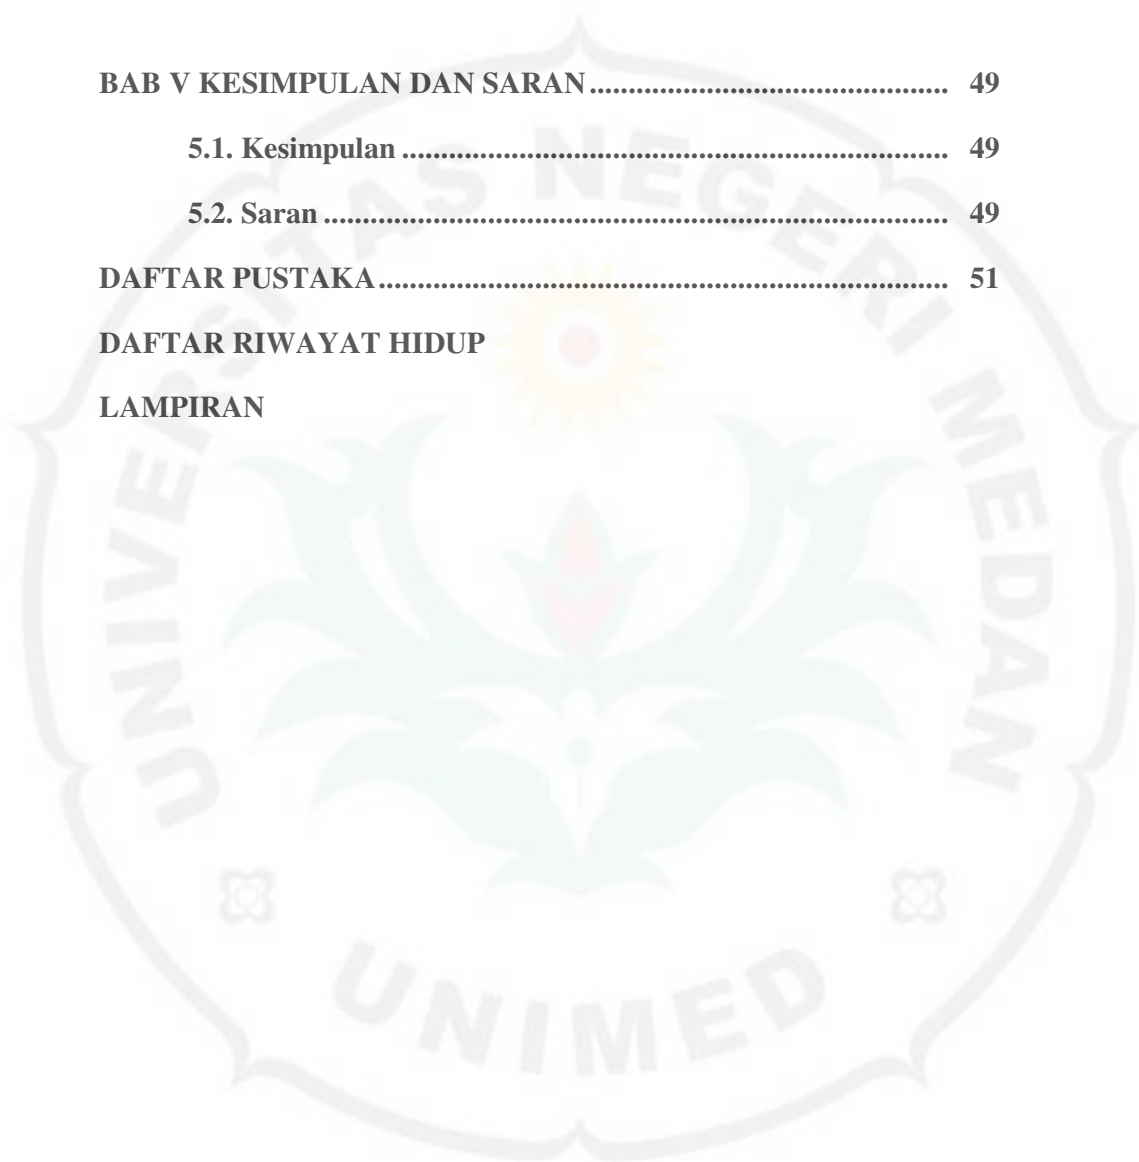 BAB V KESIMPULAN DAN SARAN.............................................. 49
5.1. Kesimpulan ...................................................................... 49
5.2. Saran ................................................................................ 49
DAFTAR PUSTAKA......................................................................... 51
DAFTAR RIWAYAT HIDUP
LAMPIRAN
UNIVERSITAS NEGERI MEDAN
UNIMED